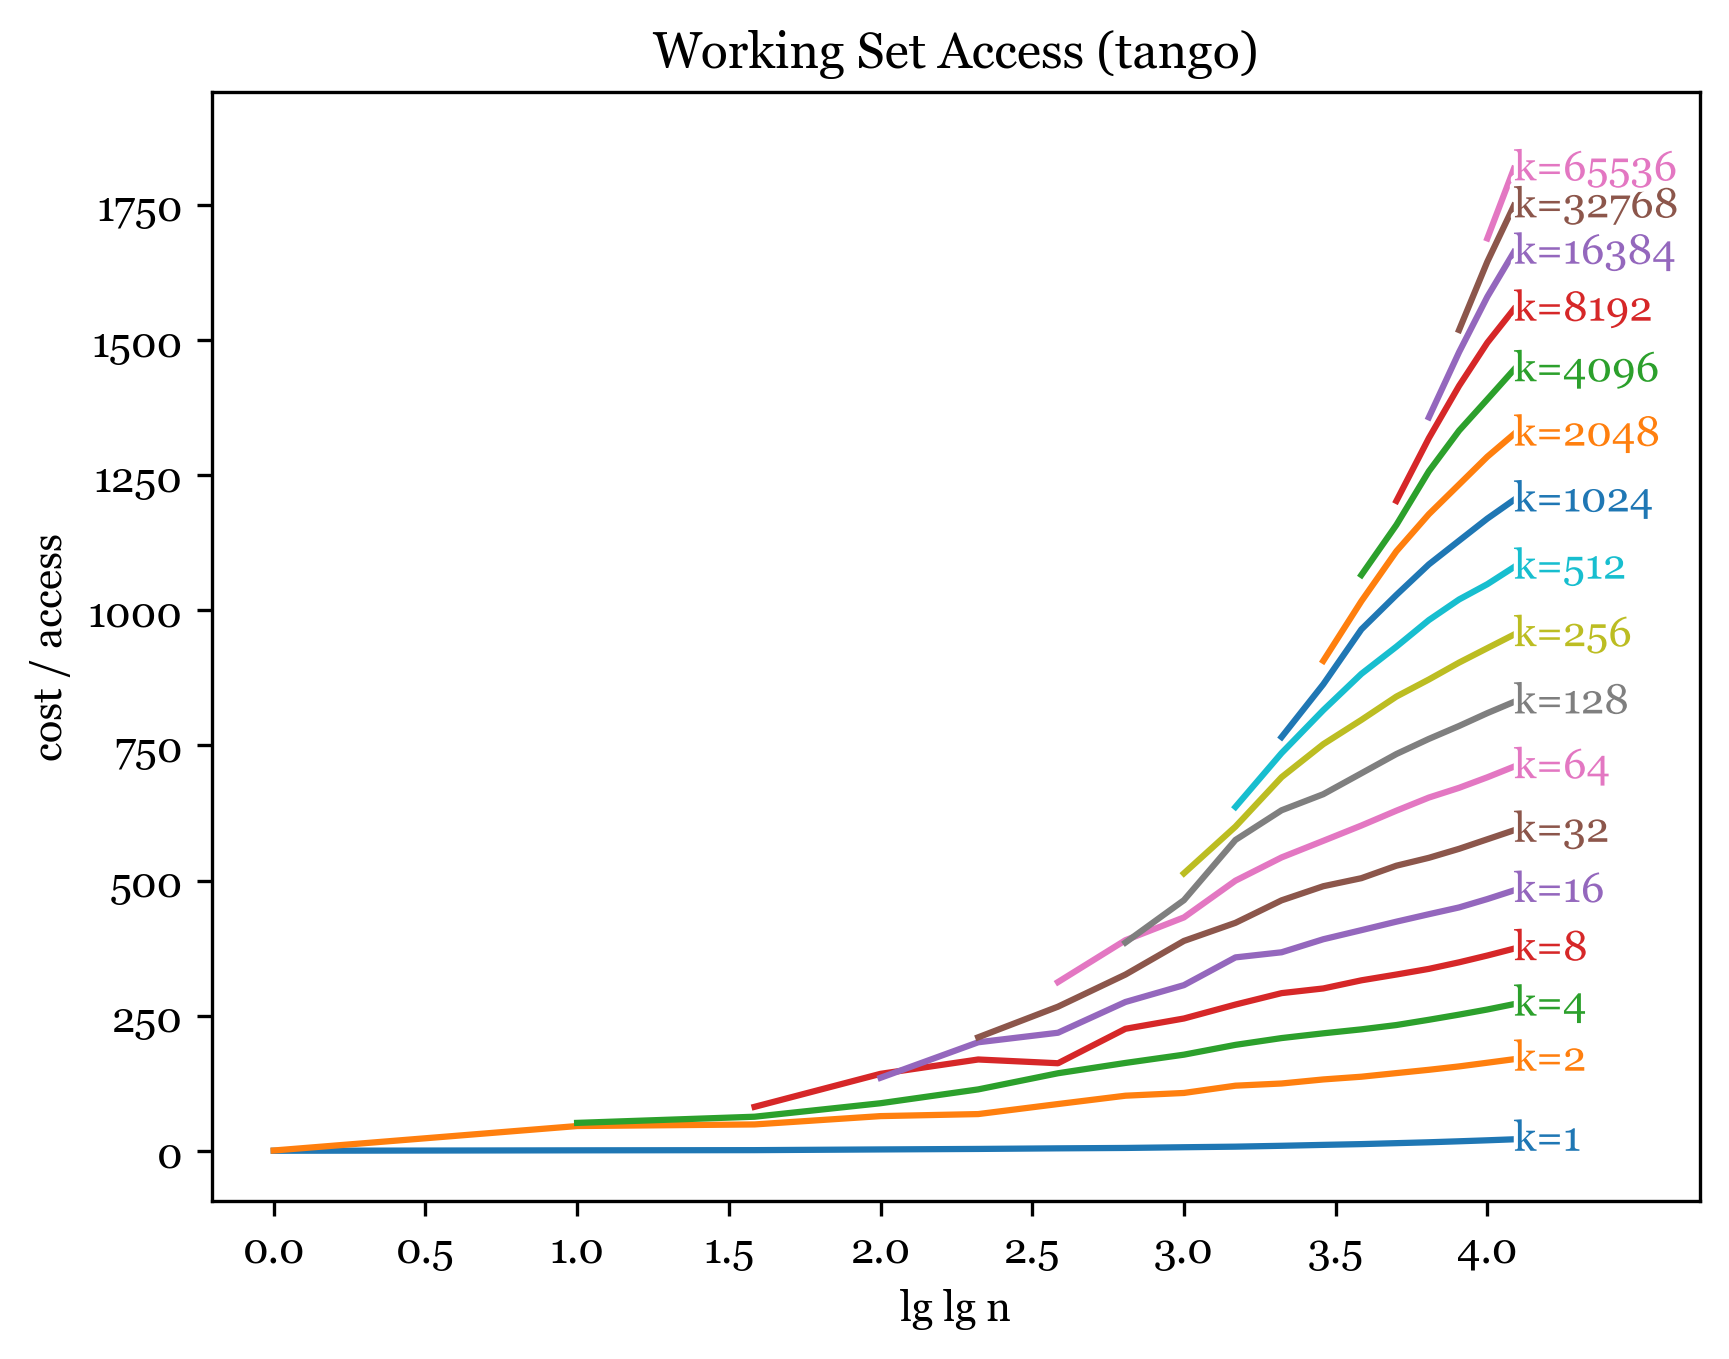 Working Set Access (tango)
cost / access
1750
1500
1250
1000
750
500
250
0
k=65536
k=32768
k=16384
k=8192
k=4096
k=2048
k=1024
k=512
k=256
k=128
k=64
k=32
k=16
k=8
k=4
k=2
k=1
0.0 0.5 1.0 1.5 2.0 2.5 3.0 3.5 4.0
lg lg n